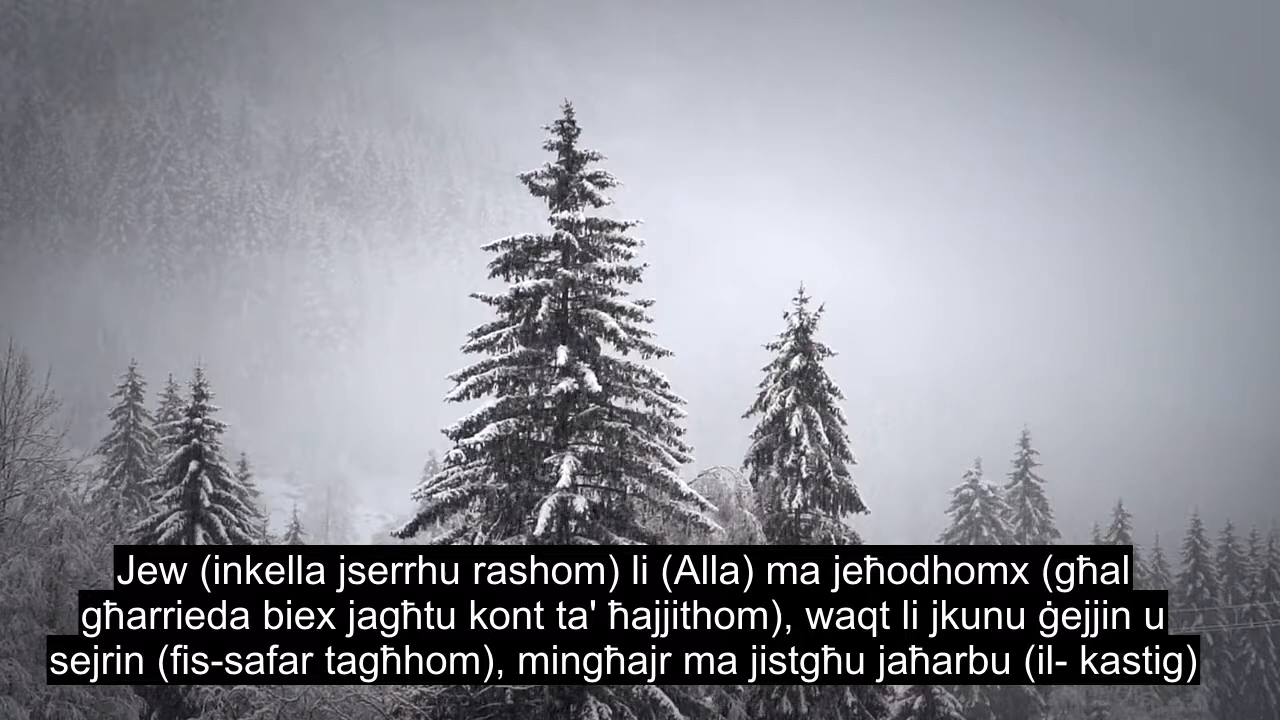 Jew (inkella jserrhu rashom) li (Alla) ma jeħodhomx (għal
għarrieda biex jagħtu kont ta' ħajjithom), waqt li jkunu ġejjin u
sejrin (fis-safar tagħhom), mingħajr ma jistgħu jaħarbu (il- kastig)